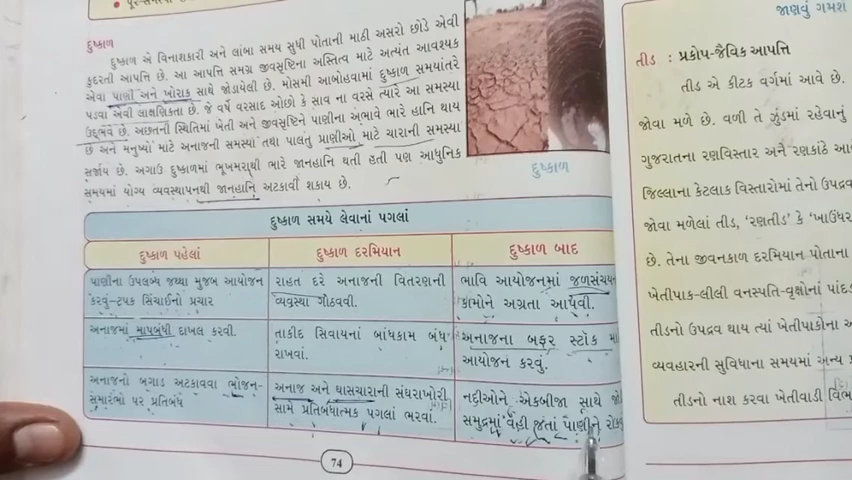 દુષ્કાળ
દુષ્કાળ એ વિનાશકારી અને લાંબા સમય સુધી પોતાની માઠી અસરો છોડે એવી
કુદરતી આપત્તિ છે. આ આપત્તિ સમગ્ર જીવસૃષ્ટિના અસ્તિત્વ માટે અત્યંત આવશ્યક
એવા પાણી અને ખોરાક સાથે જોડાયેલી છે. મોસમી આબોહવામાં દુષ્કાળ સમયાંતરે
પડવા એવી લાક્ષણિકતા છે. જે વર્ષે વરસાદ ઓછો કે સાવ ના વરસે ત્યારે આ સમસ્યા
ઉદ્ભવે છે. અછતની સ્થિતિમાં ખેતી અને જીવસૃષ્ટિને પાણીના અભાવે ભારે હાનિ થાય
છે અને મનુષ્યો માટે અનાજની સમસ્યા તથા પાલતુ પ્રાણીઓ માટે ચારાની સમસ્યા
સર્જાય છે. અગાઉ દુષ્કાળમાં ભૂખમરાથી ભારે જાનહાનિ થતી હતી પણ આધુનિક
સમયમાં યોગ્ય વ્યવસ્થાપનથી જાનહાનિ અટકાવી શકાય છે.
દુષ્કાળ
દુષ્કાળ સમયે લેવાનાં પગલાં
દુષ્કાળ પહેલાં દુષ્કાળ દરમિયાન દુષ્કાળ બાદ
પાણીના ઉપલબ્ધ જથ્થા મુજબ આયોજન
કરવું-ટપક સિંચાઈનો પ્રચાર
રાહત દરે અનાજની વિતરણની
વ્યવસ્થા ગોઠવવી.
ભાવિ આયોજનમાં જળસંચયન
કામોને અગ્રતા આપવી.
અનાજમાં માપબંધી દાખલ કરવી.
તાકીદ સિવાયનાં બાંધકામ બંધ
રાખવાં.
અનાજના બફર સ્ટૉક
આયોજન કરવું.
અનાજનો બગાડ અટકાવવા ભોજન-
સમારંભો પર પ્રતિબંધ
અનાજ અને ઘાસચારાની સંઘરાખોરી
સામે પ્રતિબંધાત્મક પગલાં ભરવાં.
નદીઓને એકબીજા સાથે
સમુદ્રમાં વહી જતાં પાણીને
74
જાણવું ગમશે
તીડ : પ્રકોપ-જૈવિક આપત્તિ
તીડ એ કીટક વર્ગમાં આવે છે.
જોવા મળે છે. વળી તે ઝુંડમાં રહેવાનું
ગુજરાતના રણવિસ્તાર અને રણકાંઠે
જિલ્લાના કેટલાક વિસ્તારોમાં તેનો ઉપદ્રવ
જોવા મળેલાં તીડ, 'રણતીડ' કે
છે. તેના જીવનકાળ દરમિયાન પોતાના
ખેતીપાક-લીલી વનસ્પતિ-વૃક્ષોનાં
તીડનો ઉપદ્રવ થાય ત્યાં ખેતીપાકોના
વ્યવહારની સુવિધાના સમયમાં અન્ય
તીડનો નાશ કરવા ખેતીવાડી